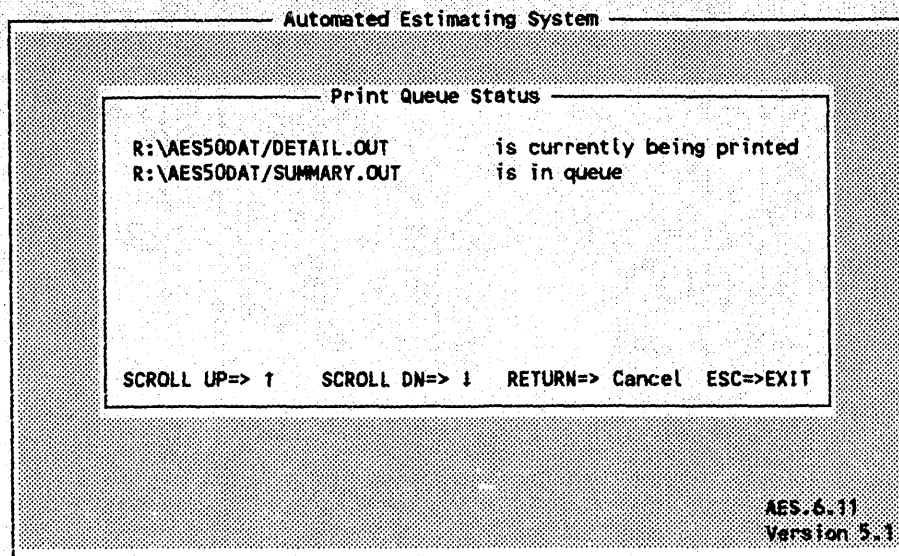 Automated Estimating System
Print Queue Status
R:\AES50DAT/DETAIL.OUT is currently being printed
R:\AES50DAT/SUMMARY.OUT is in queue
SCROLL UP=> ↑ SCROLL DN=> ↓ RETURN=> Cancel ESC=>EXIT
AES.6.11
Version 5.1